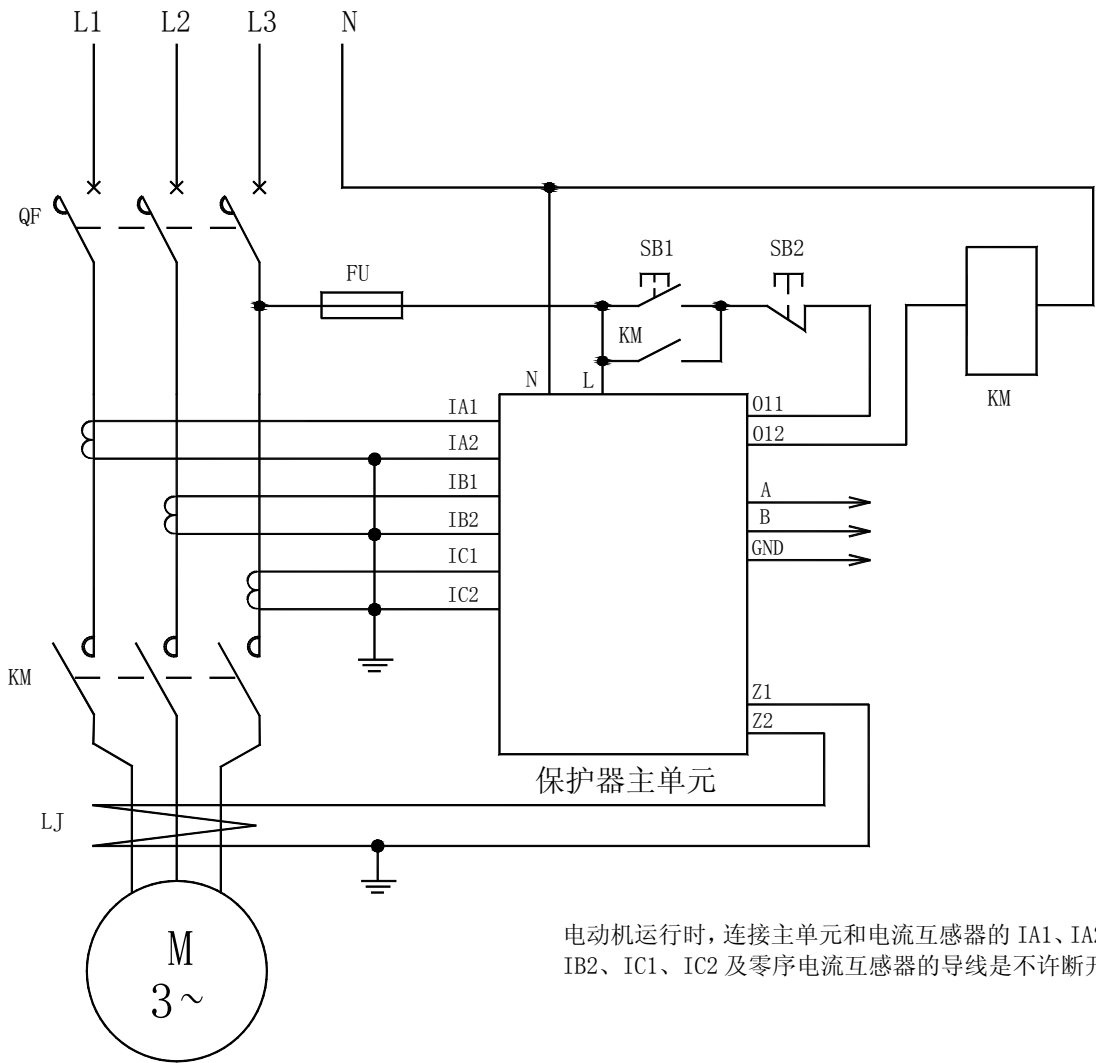 L1 L2 L3 N
QF
FU
SB1 SB2
KM
KM
N L
IA1
IA2
IB1
IB2
IC1
IC2
O11
O12
A
B
GND
KM
Z1
Z2
保护器主单元
LJ
M
3~
电动机运行时,连接主单元和电流互感器的 IA1、IA2
IB2、IC1、IC2 及零序电流互感器的导线是不许断开